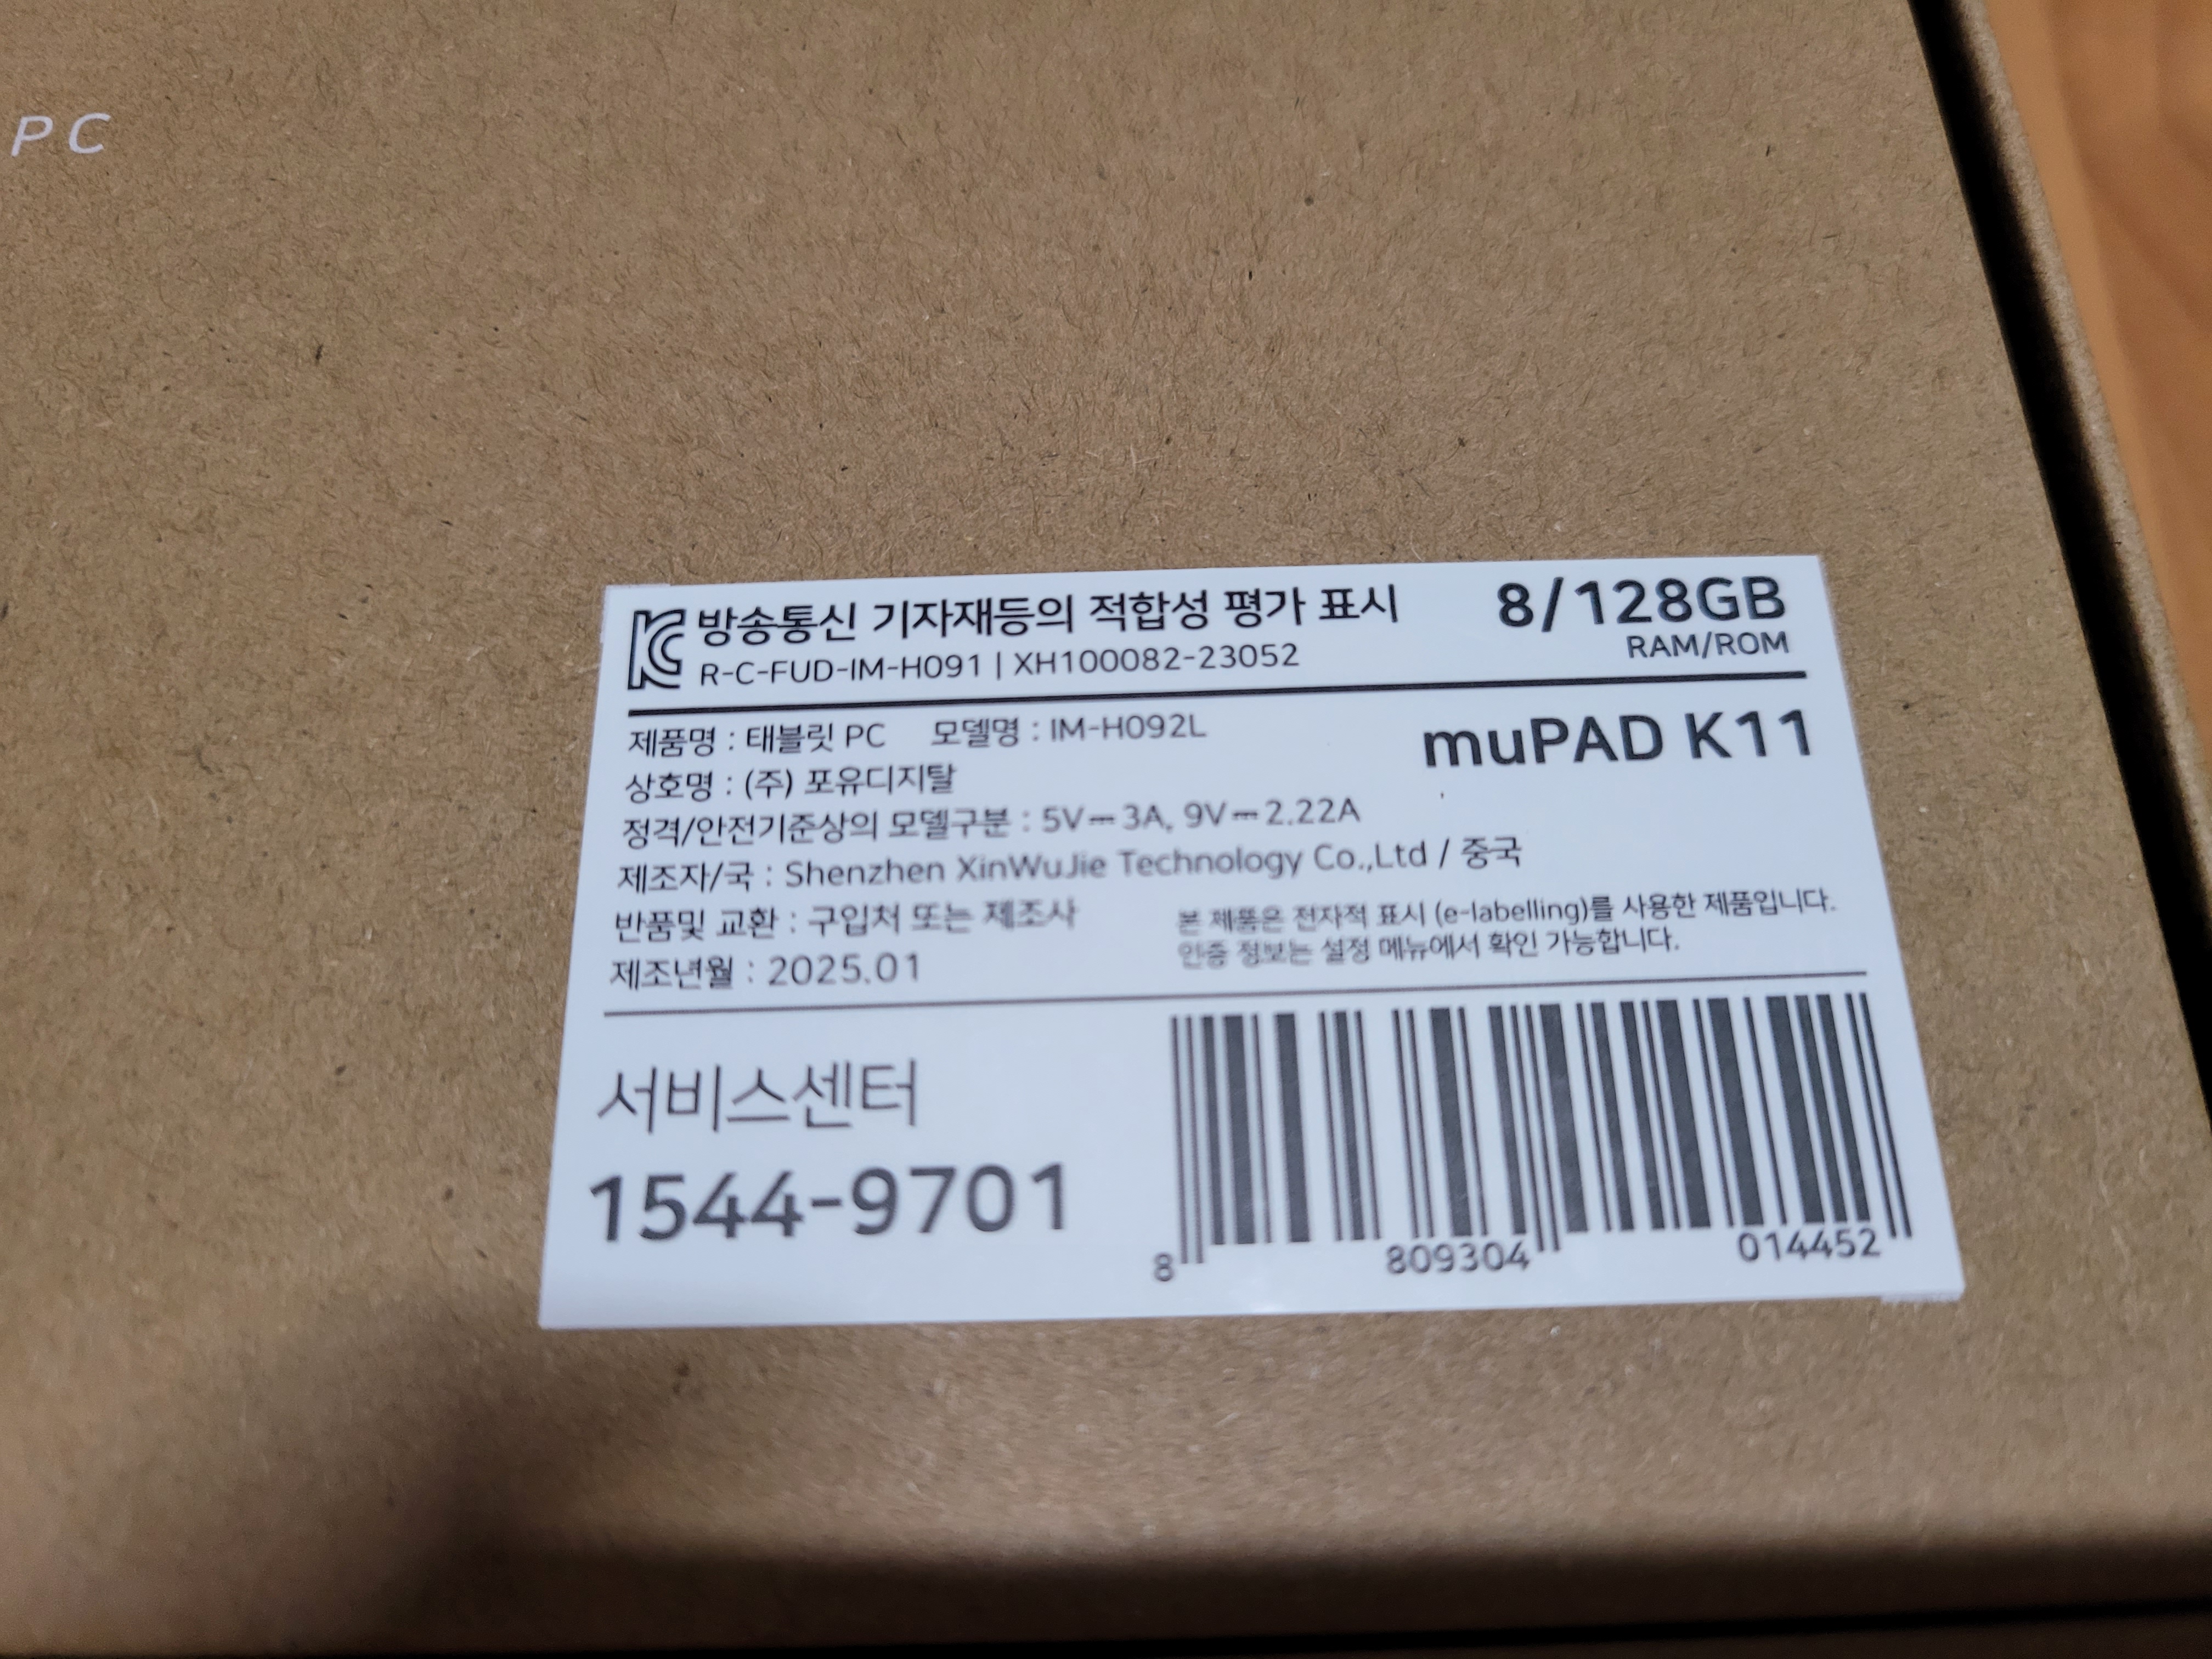 PC
방송통신 기자재등의 적합성 평가 표시
R-C-FUD-IM-H091 | XH100082-23052
8/128GB
RAM/ROM
제품명 : 태블릿 PC 모델명 : IM-H092L
muPAD K11
상호명 : (주) 포유디지탈
정격/안전기준상의 모델구분 : 5V⎓3A, 9V⎓2.22A
제조자/국 : Shenzhen XinWuJie Technology Co.,Ltd / 중국
반품및 교환 : 구입처 또는 제조사
본 제품은 전자적 표시 (e-labelling)를 사용한 제품입니다.
인증 정보는 설정 메뉴에서 확인 가능합니다.
제조년월 : 2025.01
서비스센터
1544-9701
8 809304 014452